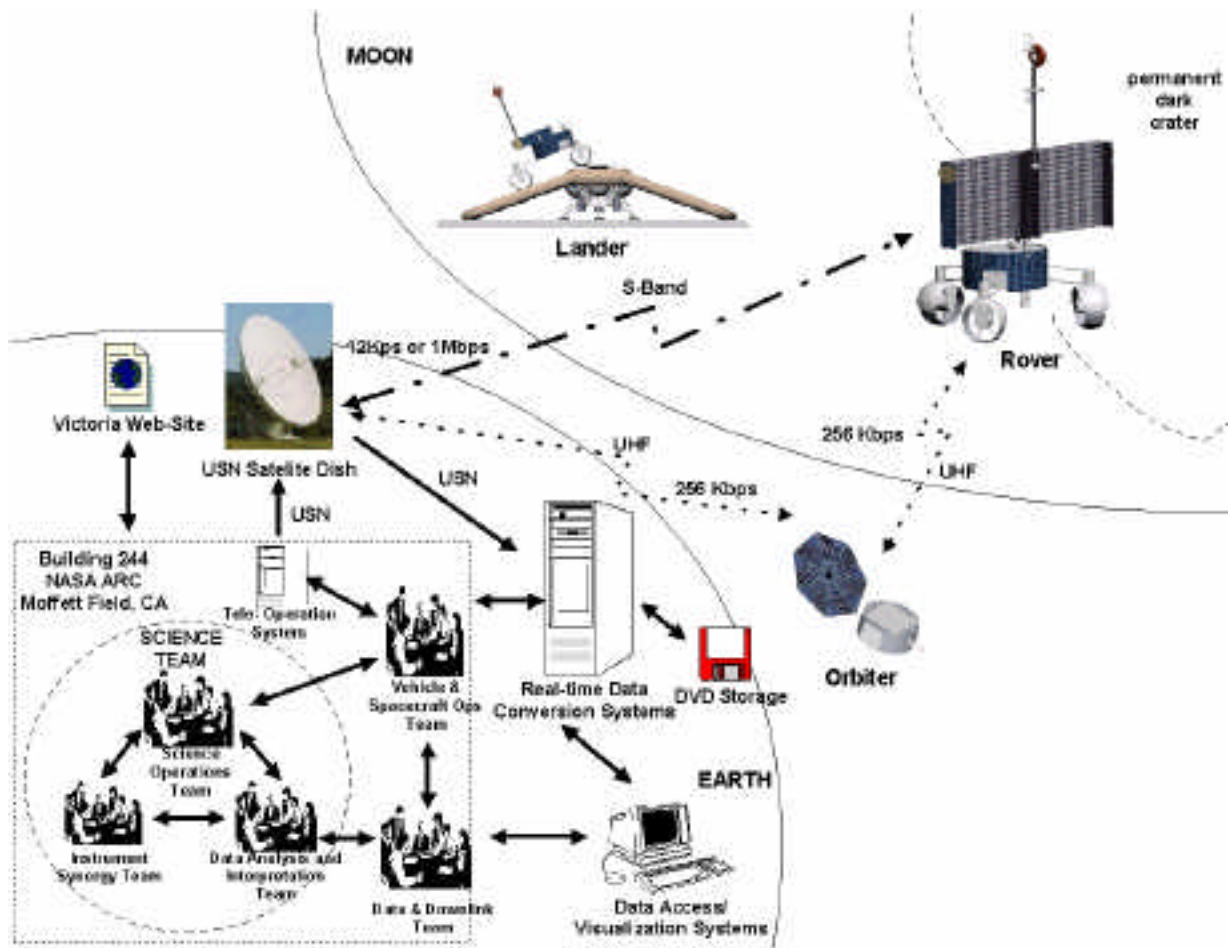 MOON
permanent
dark
crater
Lander
S-Band
Rover
12Kps or 1Mbps
Victoria Web-Site
USN Satelite Dish
UHF
256 Kbps
USN
256 Kbps
UHF
USN
Building 244
NASA ARC
Moffett Field, CA
Tele-Operation
System
SCIENCE
TEAM
Vehicle &
Spacecraft Ops
Team
Real-time Data
Conversion Systems
DVD Storage
Orbiter
Science
Operations
Team
EARTH
Instrument
Synergy Team
Data Analysis and
Interpretation
Team
Data & Downlink
Team
Data Access/
Visualization Systems